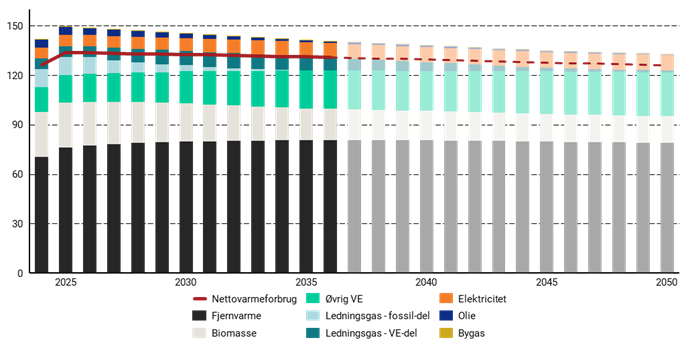 150
120
90
60
30
0
2025 2030 2035 2040 2045 2050
Nettovarmeforbrug Øvrig VE Elektricitet
Fjernvarme Ledningsgas - fossil-del Olie
Biomasse Ledningsgas - VE-del Bygas